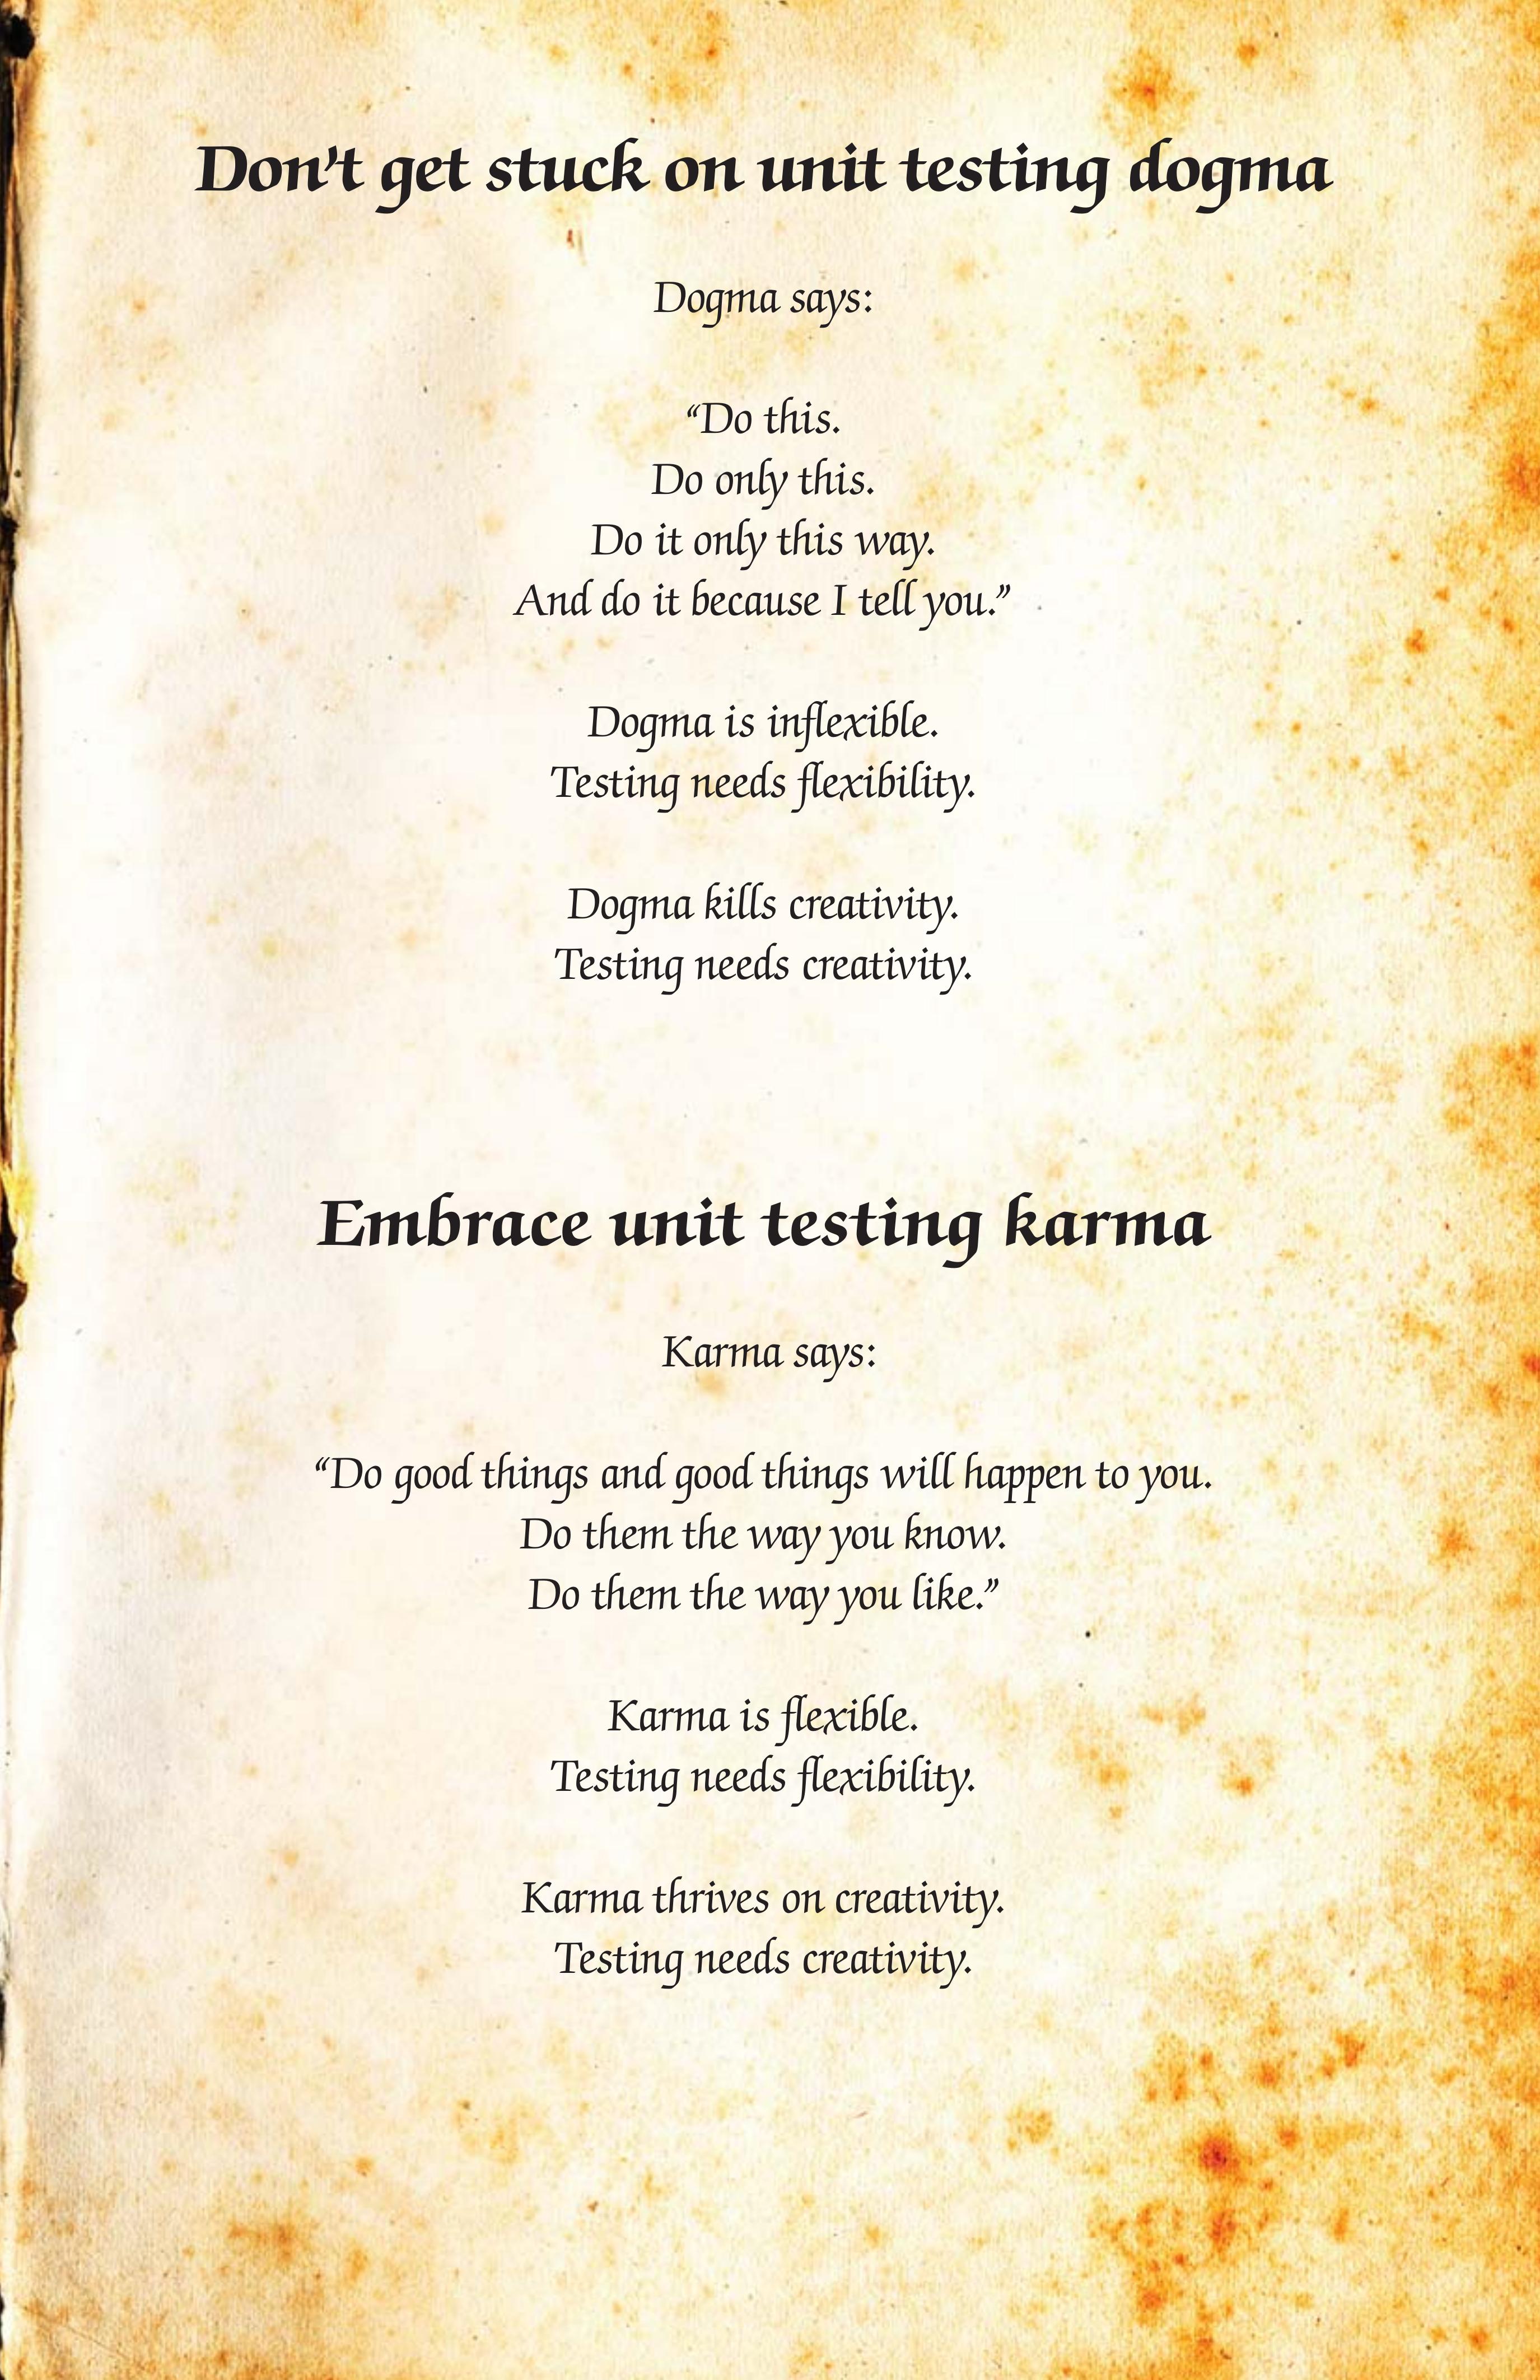 Don't get stuck on unit testing dogma
Dogma says:
“Do this.
Do only this.
Do it only this way.
And do it because I tell you.”
Dogma is inflexible.
Testing needs flexibility.
Dogma kills creativity.
Testing needs creativity.
Embrace unit testing karma
Karma says:
“Do good things and good things will happen to you.
Do them the way you know.
Do them the way you like.”
Karma is flexible.
Testing needs flexibility.
Karma thrives on creativity.
Testing needs creativity.